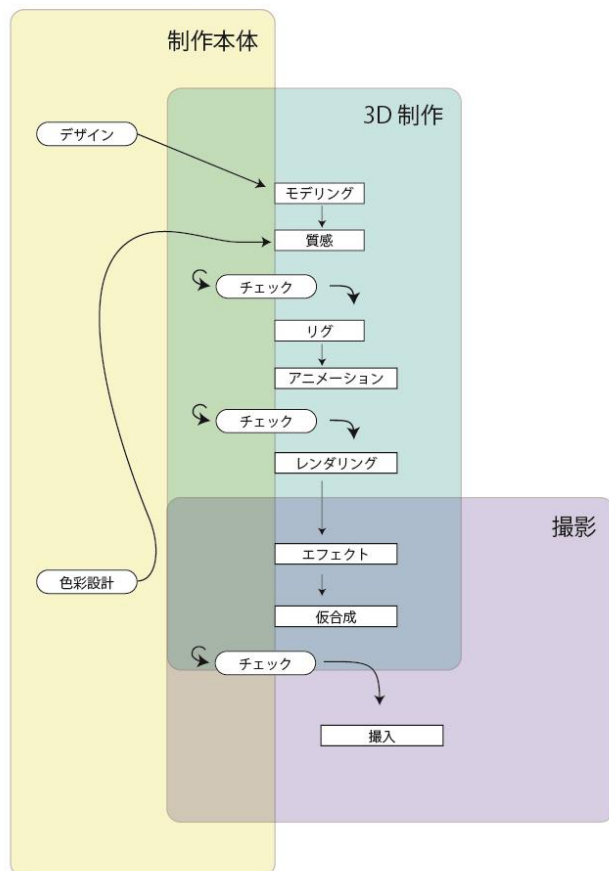 制作本体
3D 制作
デザイン
モデリング
質感
チェック
リグ
アニメーション
チェック
レンダリング
撮影
エフェクト
色彩設計
仮合成
チェック
撮入